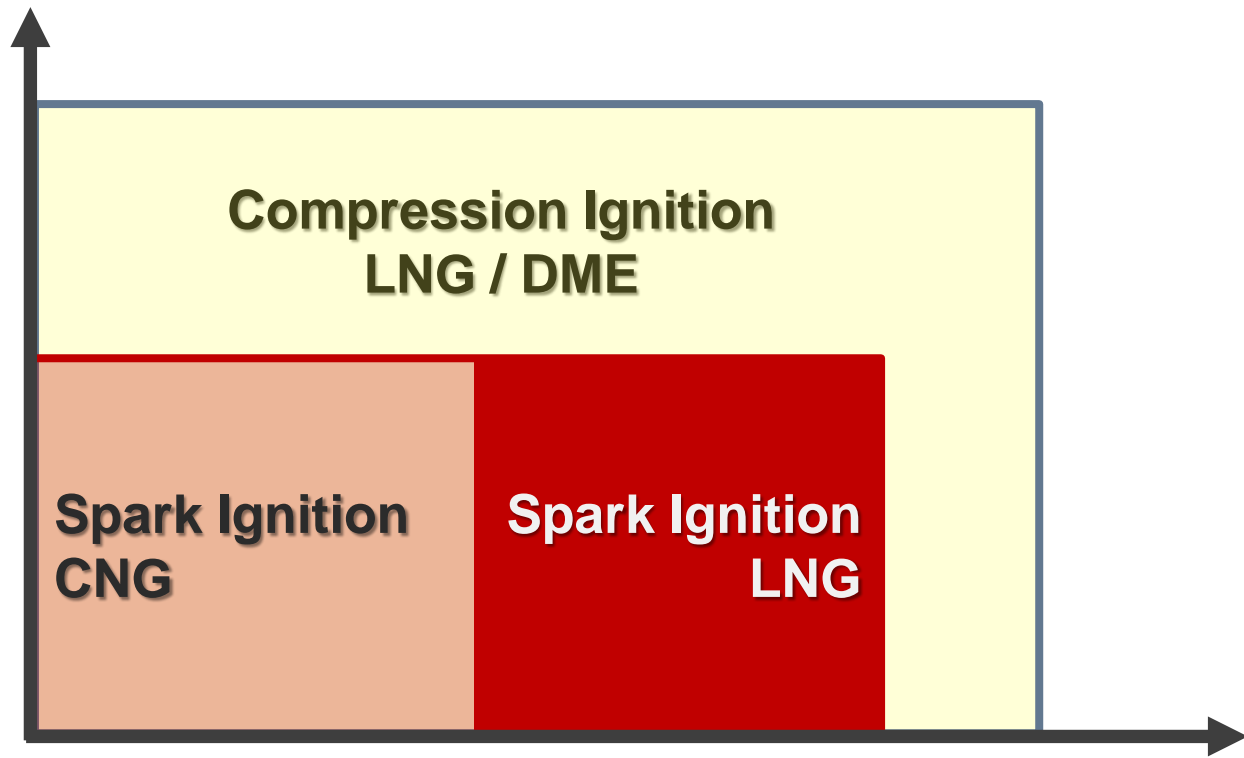 Compression Ignition
LNG / DME
Spark Ignition
CNG
Spark Ignition
LNG